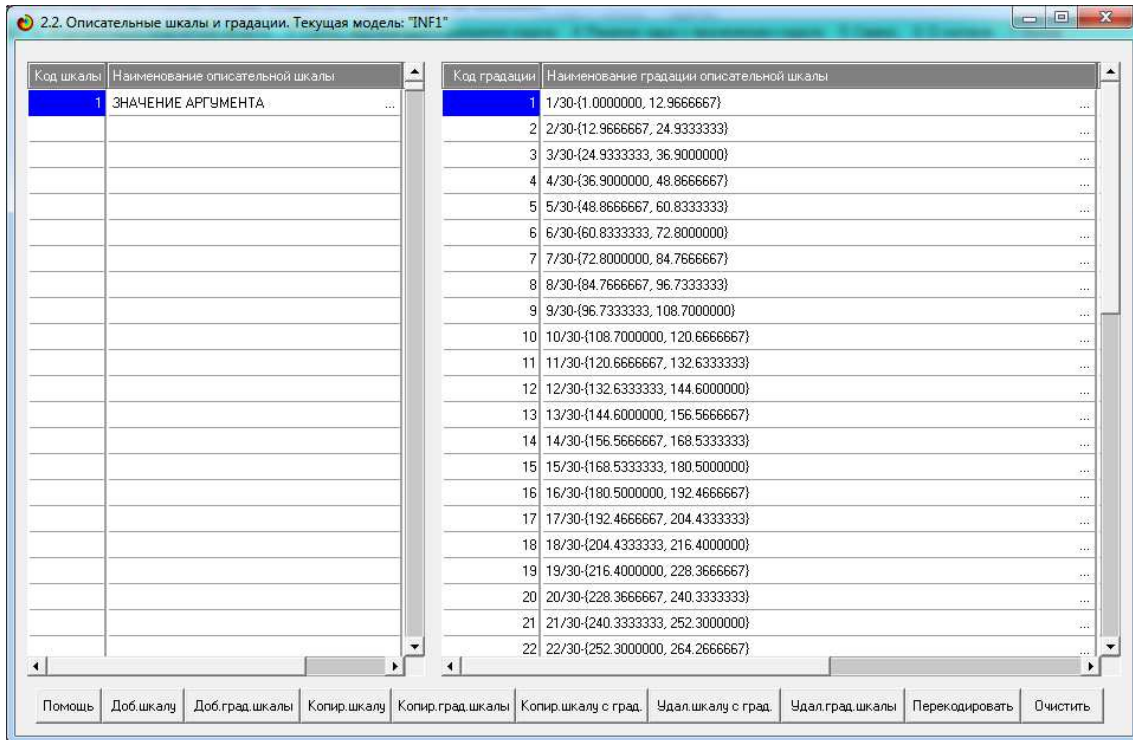 2.2. Описательные шкалы и градации. Текущая модель: "INF1"
Код шкалы Наименование описательной шкалы
1 ЗНАЧЕНИЕ АРГУМЕНТА ...
Код градации Наименование градации описательной шкалы
1 1/30-{1.0000000, 12.9666667} ...
2 2/30-{12.9666667, 24.9333333} ...
3 3/30-{24.9333333, 36.9000000} ...
4 4/30-{36.9000000, 48.8666667} ...
5 5/30-{48.8666667, 60.8333333} ...
6 6/30-{60.8333333, 72.8000000} ...
7 7/30-{72.8000000, 84.7666667} ...
8 8/30-{84.7666667, 96.7333333} ...
9 9/30-{96.7333333, 108.7000000} ...
10 10/30-{108.7000000, 120.6666667} ...
11 11/30-{120.6666667, 132.6333333} ...
12 12/30-{132.6333333, 144.6000000} ...
13 13/30-{144.6000000, 156.5666667} ...
14 14/30-{156.5666667, 168.5333333} ...
15 15/30-{168.5333333, 180.5000000} ...
16 16/30-{180.5000000, 192.4666667} ...
17 17/30-{192.4666667, 204.4333333} ...
18 18/30-{204.4333333, 216.4000000} ...
19 19/30-{216.4000000, 228.3666667} ...
20 20/30-{228.3666667, 240.3333333} ...
21 21/30-{240.3333333, 252.3000000} ...
22 22/30-{252.3000000, 264.2666667} ...
Помощь Доб.шкалу Доб.град.шкалы Копир.шкалу Копир.град.шкалы Копир.шкалу с град. Удал.шкалу с град. Удал.град.шкалы Перекодировать Очистить